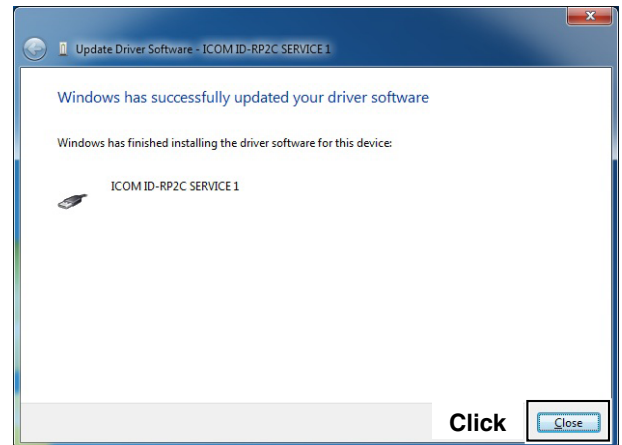 Update Driver Software - ICOM ID-RP2C SERVICE 1
Windows has successfully updated your driver software
Windows has finished installing the driver software for this device:
ICOM ID-RP2C SERVICE 1
Click
Close